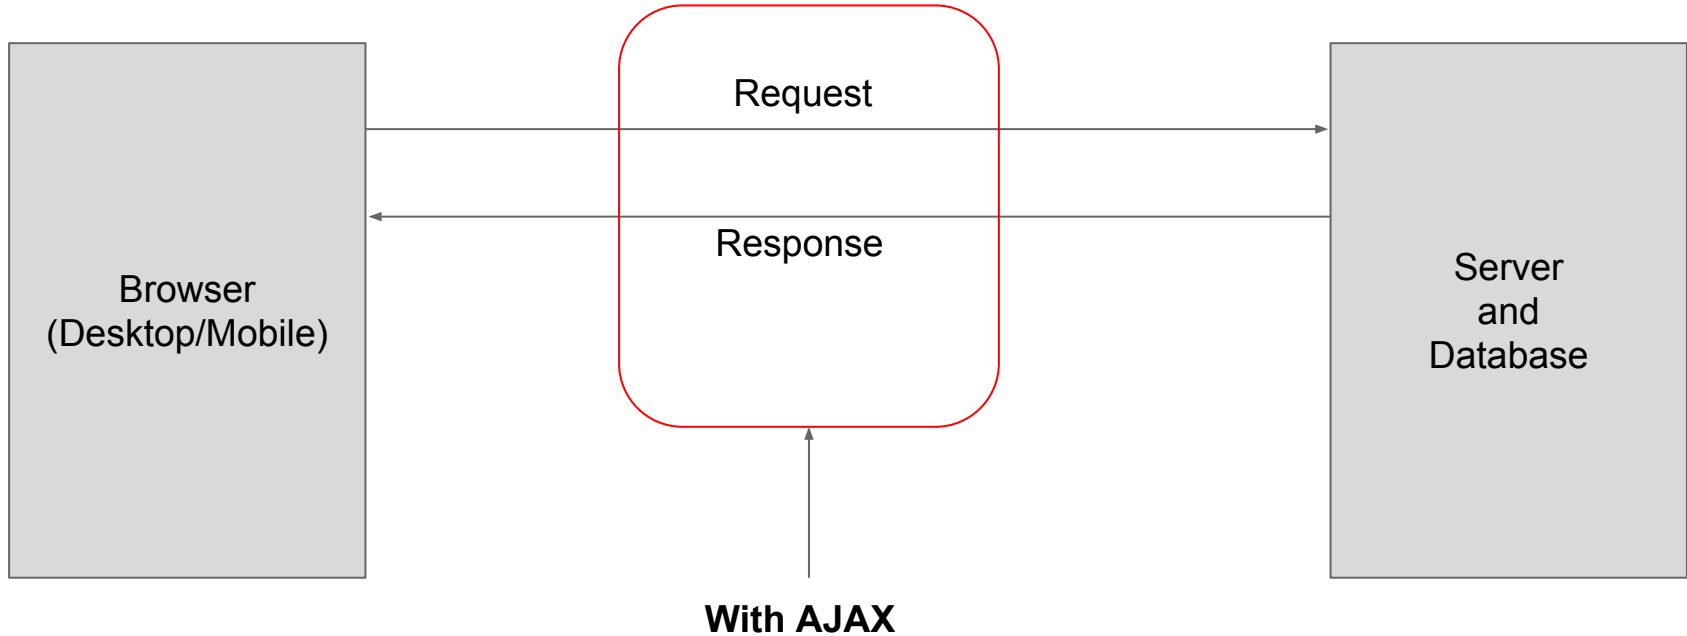 Request
Response
Browser
(Desktop/Mobile)
Server
and
Database
With AJAX